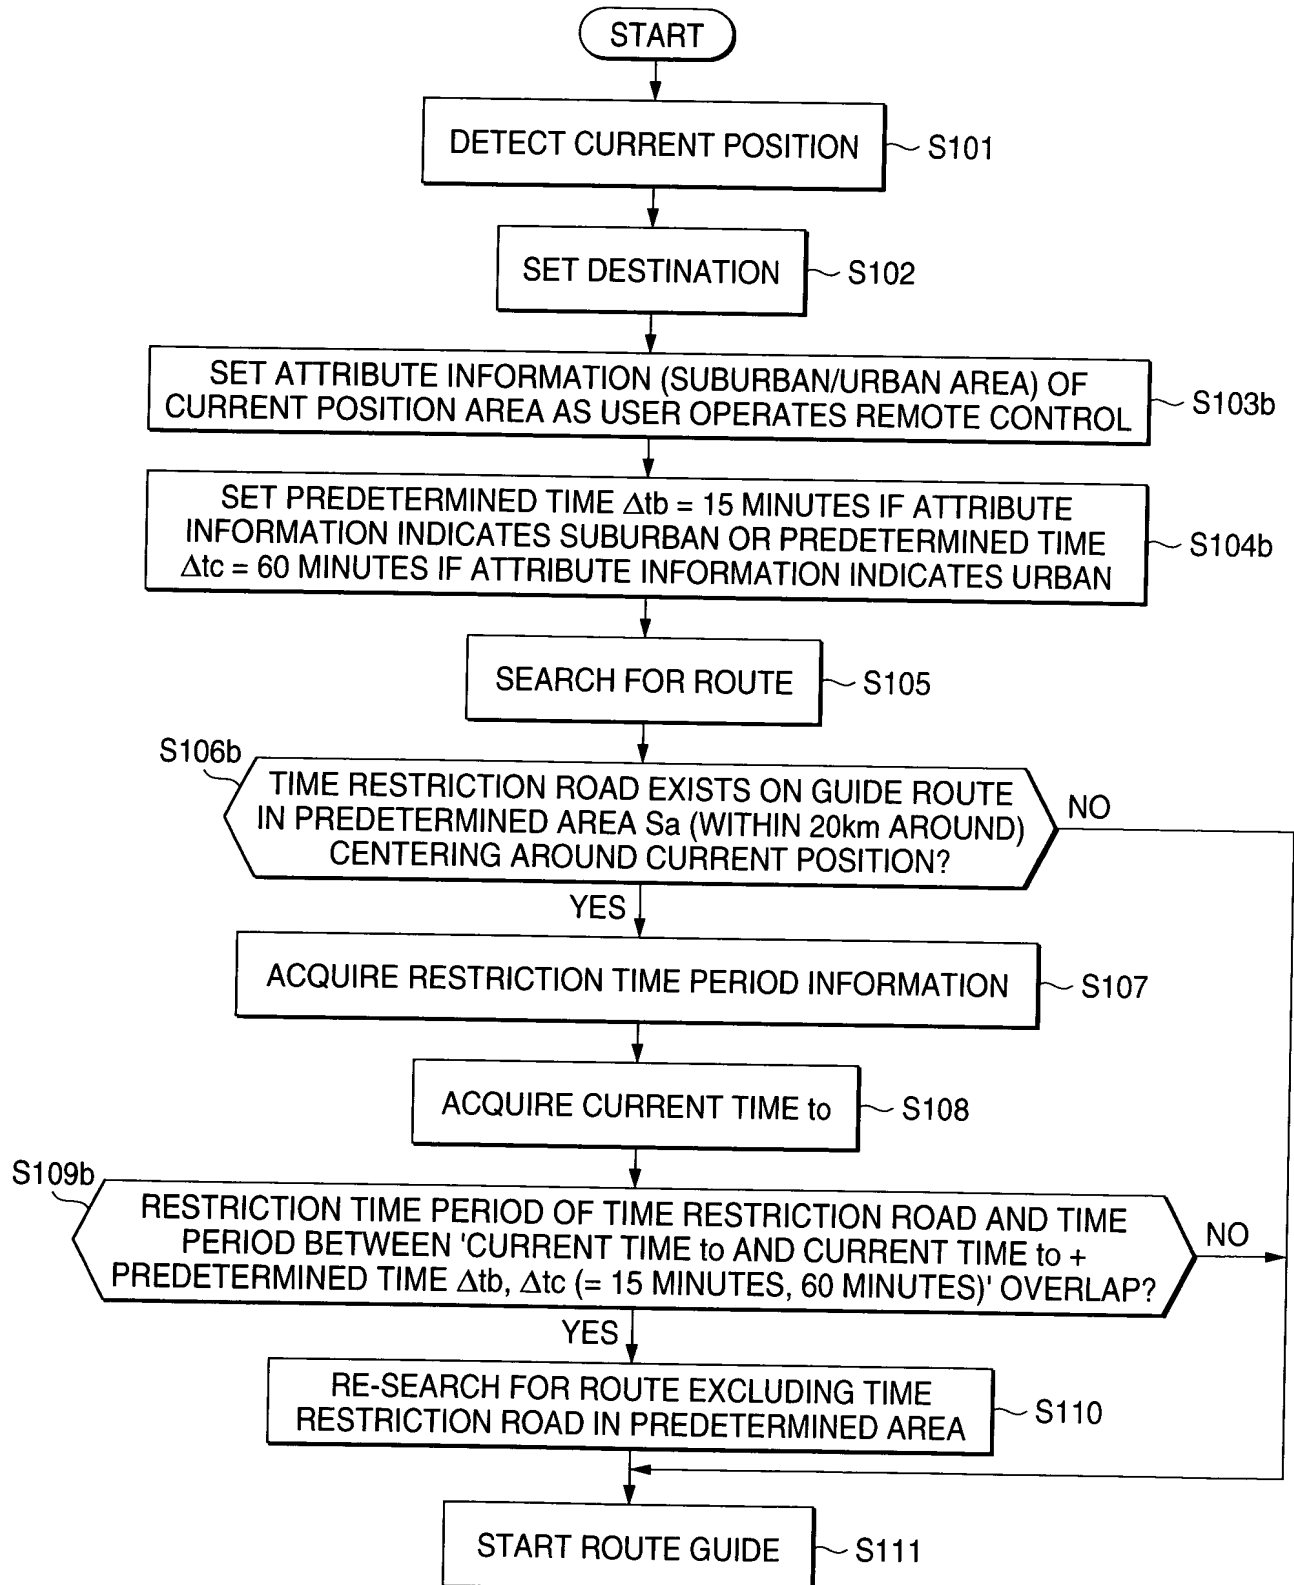 START
DETECT CURRENT POSITION
S101
SET DESTINATION
S102
SET ATTRIBUTE INFORMATION (SUBURBAN/URBAN AREA) OF
CURRENT POSITION AREA AS USER OPERATES REMOTE CONTROL
S103b
SET PREDETERMINED TIME Δtb = 15 MINUTES IF ATTRIBUTE
INFORMATION INDICATES SUBURBAN OR PREDETERMINED TIME
Δtc = 60 MINUTES IF ATTRIBUTE INFORMATION INDICATES URBAN
S104b
SEARCH FOR ROUTE
S105
S106b
TIME RESTRICTION ROAD EXISTS ON GUIDE ROUTE
IN PREDETERMINED AREA Sa (WITHIN 20km AROUND)
CENTERING AROUND CURRENT POSITION?
NO
YES
ACQUIRE RESTRICTION TIME PERIOD INFORMATION
S107
ACQUIRE CURRENT TIME to
S108
S109b
RESTRICTION TIME PERIOD OF TIME RESTRICTION ROAD AND TIME
PERIOD BETWEEN 'CURRENT TIME to AND CURRENT TIME to +
PREDETERMINED TIME Δtb, Δtc (= 15 MINUTES, 60 MINUTES)' OVERLAP?
NO
YES
RE-SEARCH FOR ROUTE EXCLUDING TIME
RESTRICTION ROAD IN PREDETERMINED AREA
S110
START ROUTE GUIDE
S111